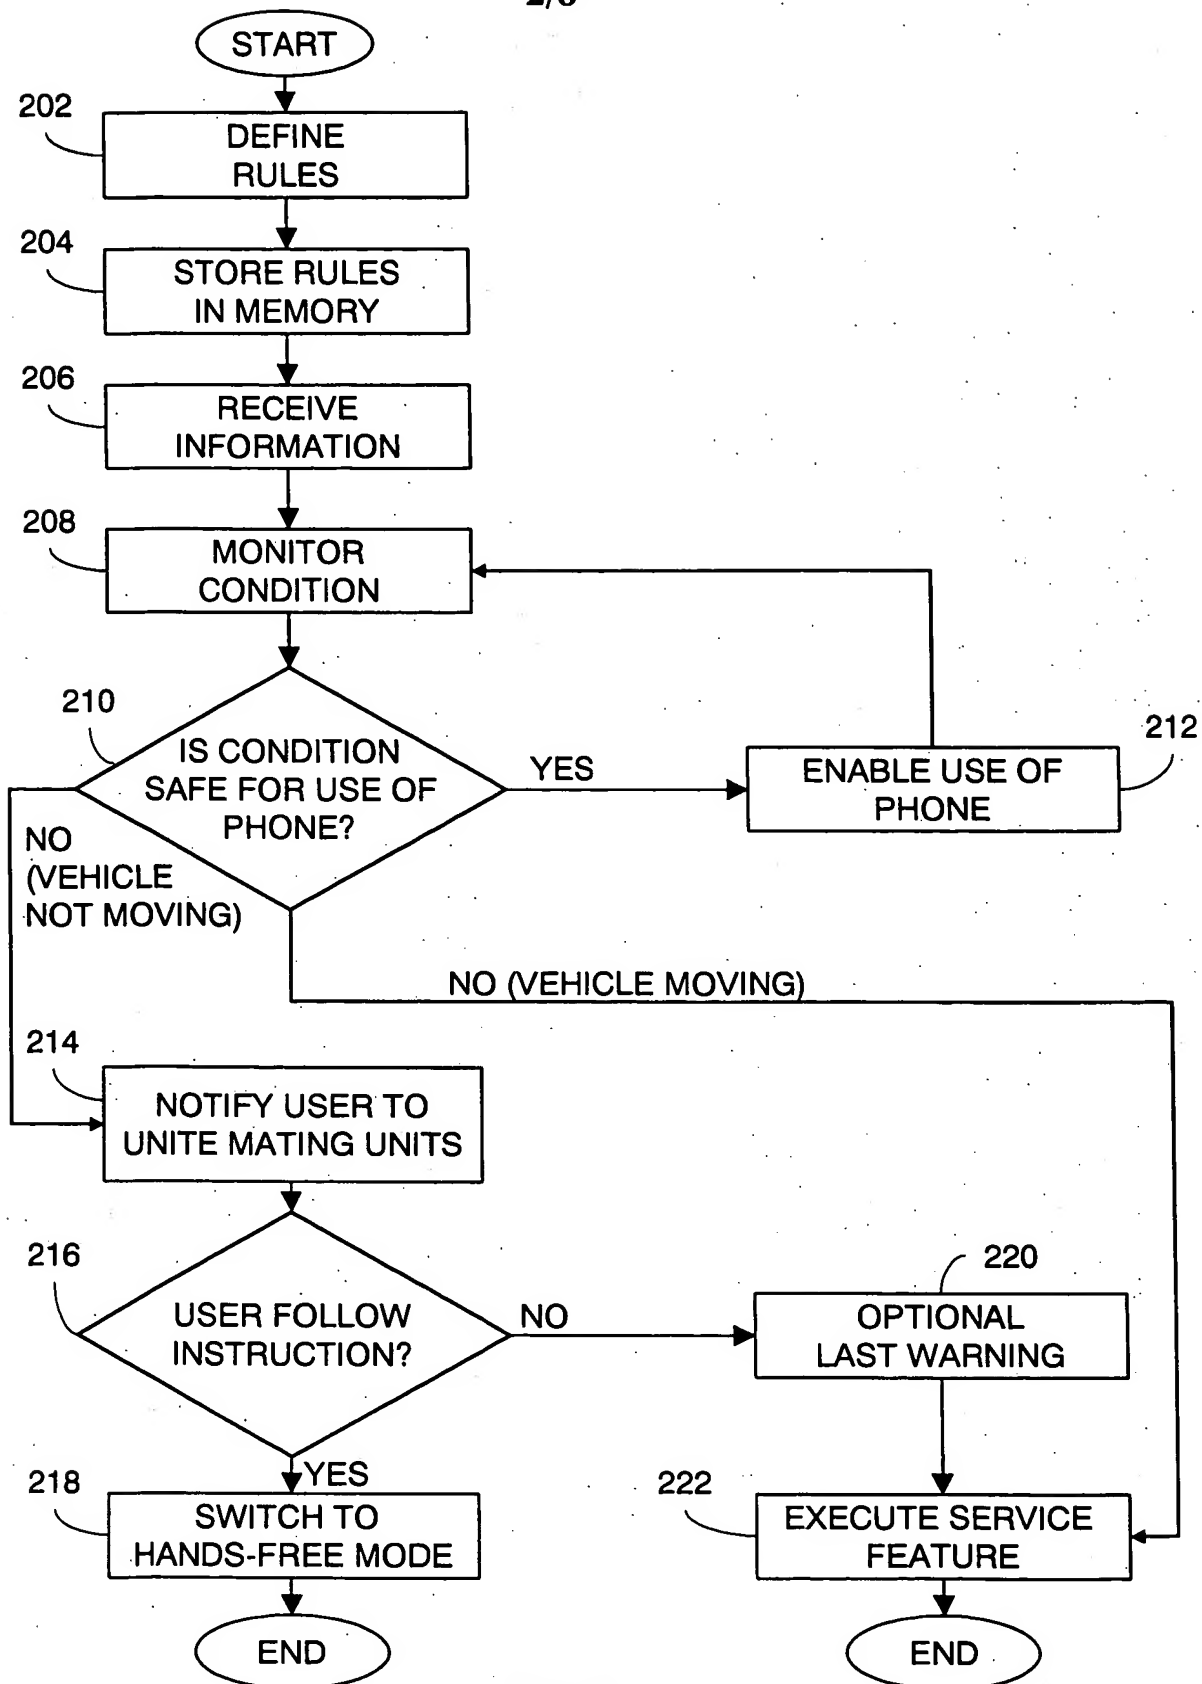 START
202
DEFINE
RULES
204
STORE RULES
IN MEMORY
206
RECEIVE
INFORMATION
208
MONITOR
CONDITION
210
IS CONDITION
SAFE FOR USE OF
PHONE?
YES
212
ENABLE USE OF
PHONE
NO
(VEHICLE
NOT MOVING)
NO (VEHICLE MOVING)
214
NOTIFY USER TO
UNITE MATING UNITS
216
USER FOLLOW
INSTRUCTION?
NO
220
OPTIONAL
LAST WARNING
YES
218
SWITCH TO
HANDS-FREE MODE
222
EXECUTE SERVICE
FEATURE
END
END